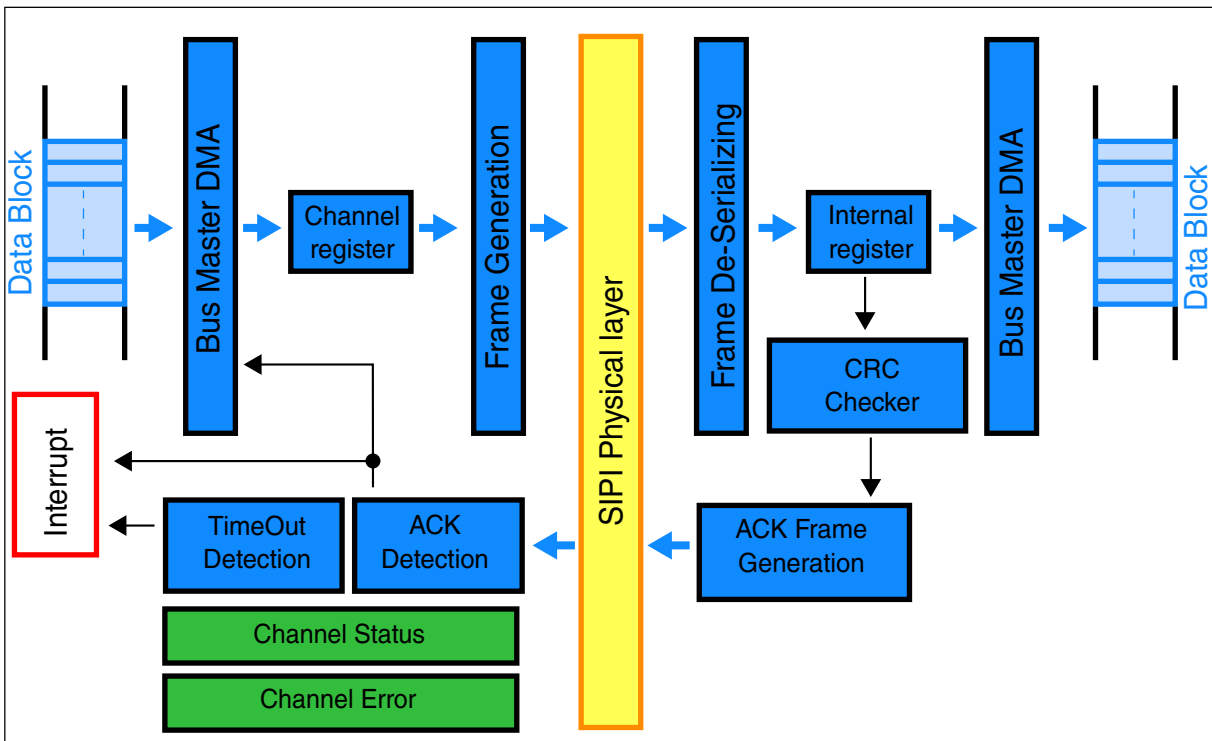 Data Block
Bus Master DMA
Channel
register
Frame Generation
SIPI Physical layer
Frame De-Serializing
Internal
register
Bus Master DMA
Data Block
CRC
Checker
Interrupt
TimeOut
Detection
ACK
Detection
ACK Frame
Generation
Channel Status
Channel Error